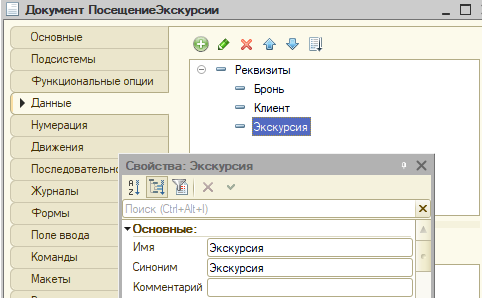 Документ ПосещениеЭкскурсии
Основные
Подсистемы
Функциональные опции
Данные
Нумерация
Движения
Последовательно
Журналы
Формы
Поле ввода
Команды
Макеты
Реквизиты
Бронь
Клиент
Экскурсия
Свойства: Экскурсия
Поиск (Ctrl+Alt+I)
Основные:
Имя Экскурсия
Синоним Экскурсия
Комментарий